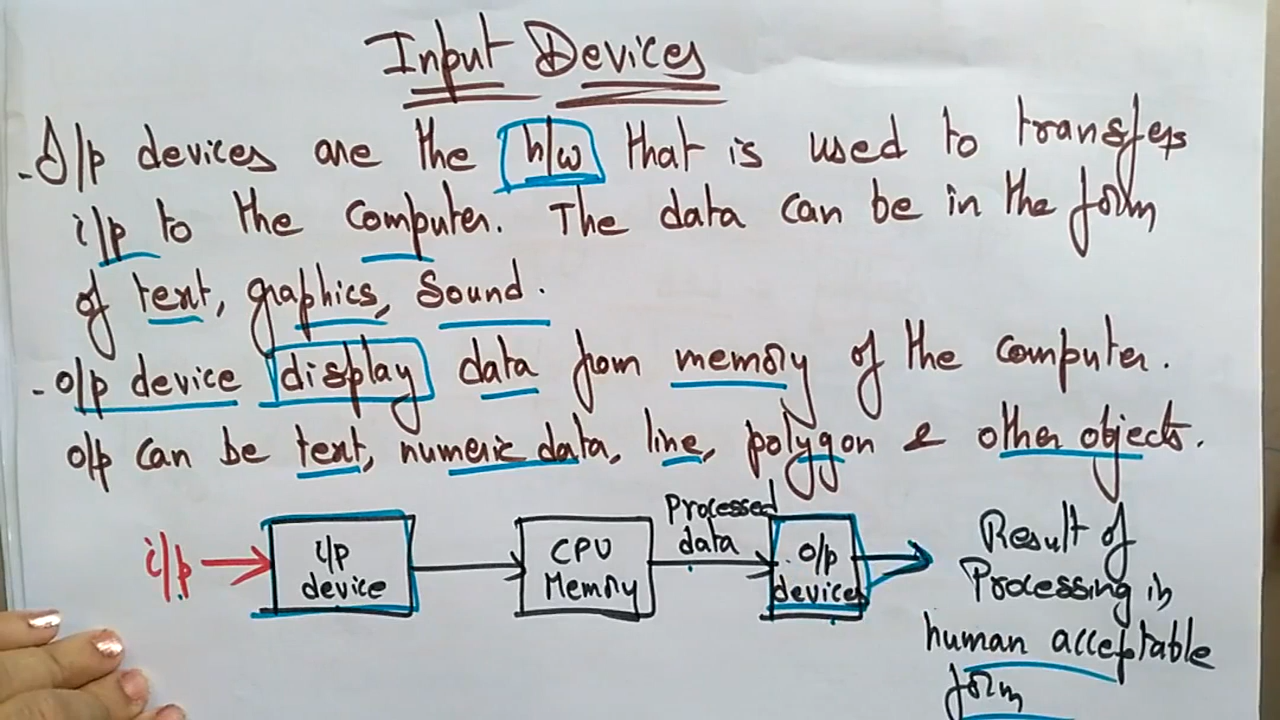 Input Devices
- I/p devices are the h/w that is used to transfers
i/p to the computer. The data can be in the form
of text, graphics, Sound.
- o/p device display data from memory of the computer.
o/p can be text, numeric data, line, polygon & other objects.
i/p
i/p
device
CPU
Memory
Processed
data
o/p
devices
Result of
Processing in
human acceptable
form